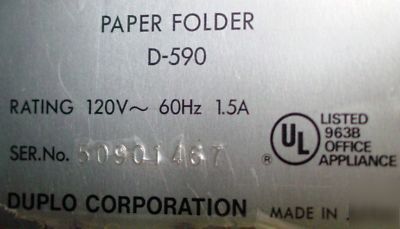 PAPER FOLDER
D-590
RATING 120V~ 60Hz 1.5A
SER.No. 50901467
UL
®
LISTED
963B
OFFICE
APPLIANCE
DUPLO CORPORATION
MADE IN